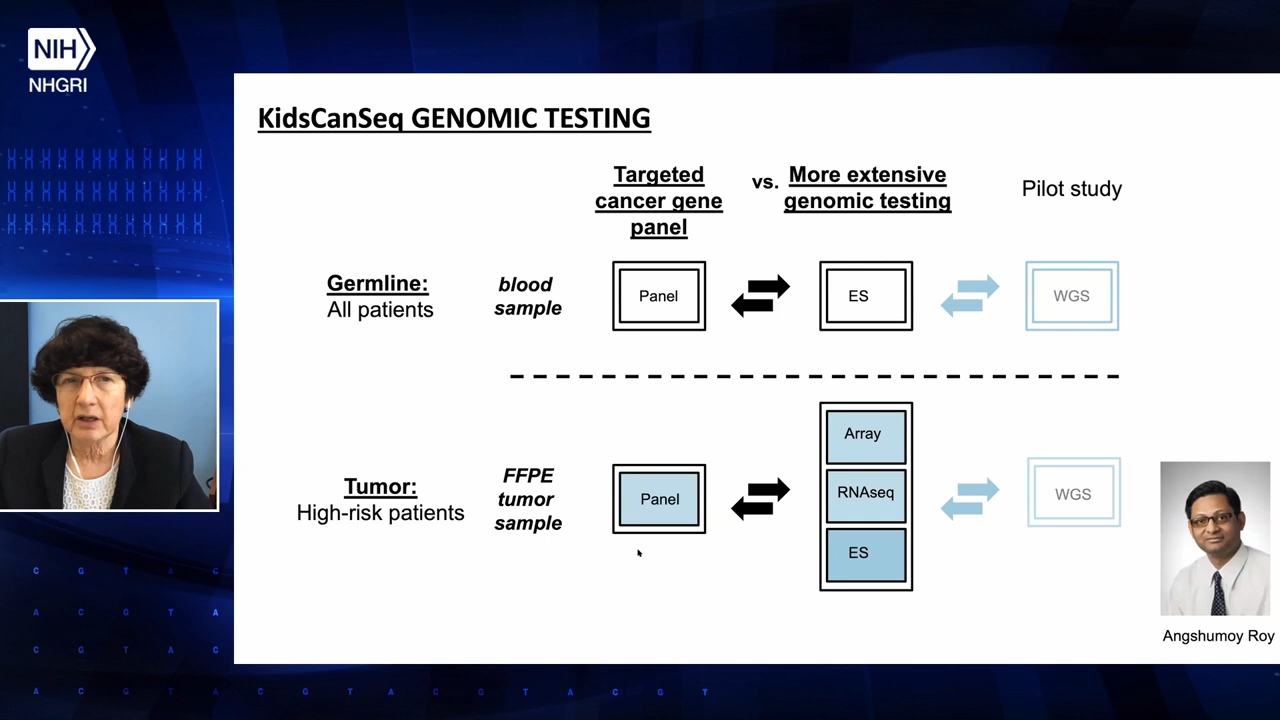 NIH
NHGRI
KidsCanSeq GENOMIC TESTING
Targeted
cancer gene
panel
vs.
More extensive
genomic testing
Pilot study
Germline:
All patients
blood
sample
Panel
ES
WGS
Tumor:
High-risk patients
FFPE
tumor
sample
Panel
Array
RNAseq
ES
WGS
Angshumoy Roy
C G T A C
A C G T A
C G T A C
A C G T A C G T A C G T A C G T